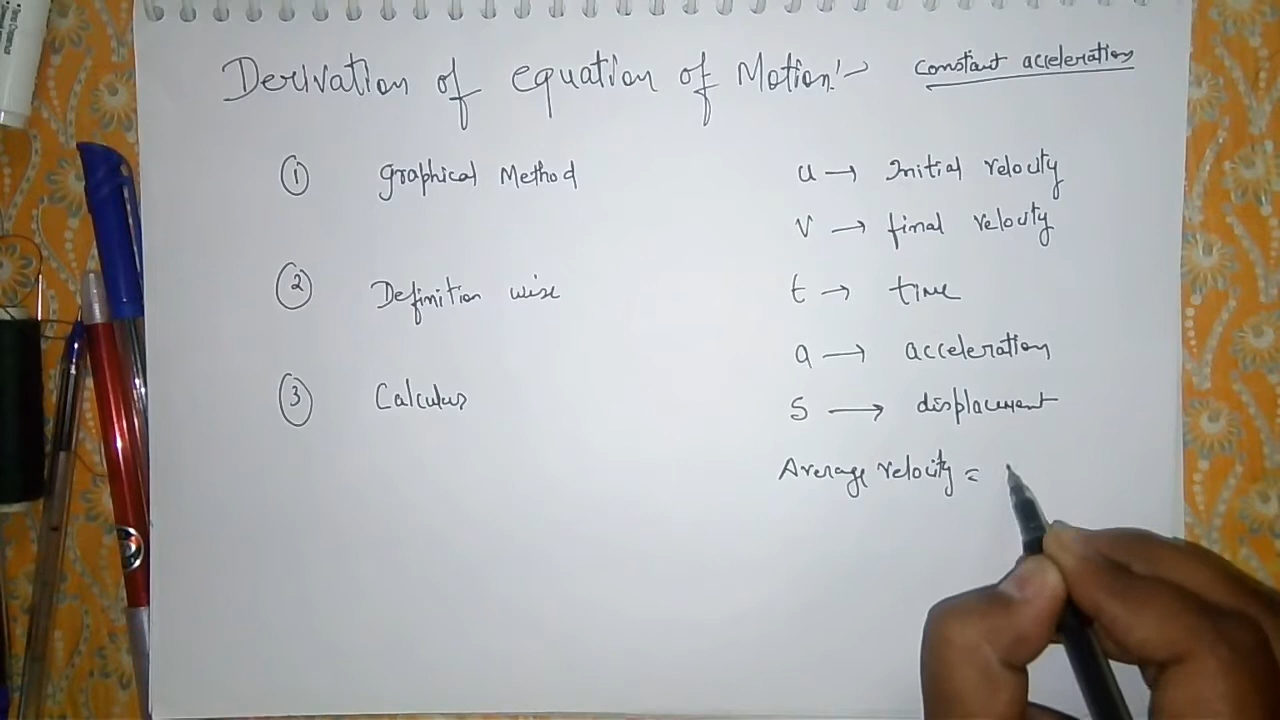 Derivation of equation of Motion:- constant acceleration
① Graphical Method
② Definition wise
③ Calculus
u → Initial velocity
v → final velocity
t → time
a → acceleration
S → displacement
Average velocity =